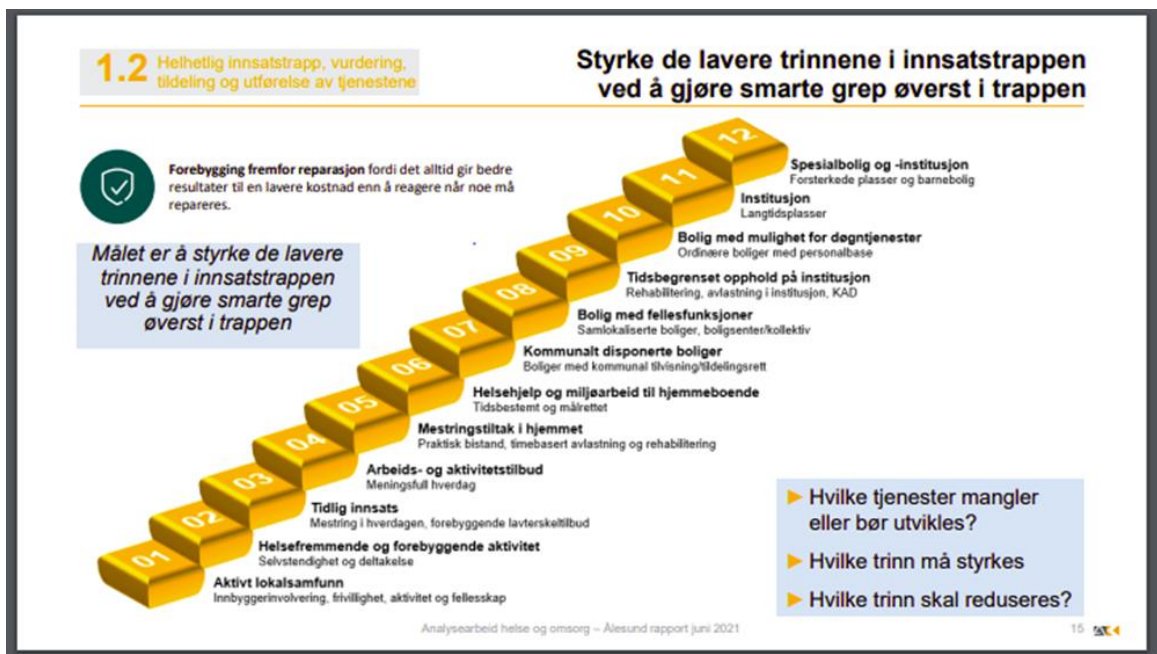 1.2 Helhetlig innsatstrapp, vurdering,
tildeling og utførelse av tjenestene
Styrke de lavere trinnene i innsatstrappen
ved å gjøre smarte grep øverst i trappen
Forebygging fremfor reparasjon fordi det alltid gir bedre
resultater til en lavere kostnad enn å reagere når noe må
repareres.
Målet er å styrke de lavere
trinnene i innsatstrappen
ved å gjøre smarte grep
øverst i trappen
12
Spesialbolig og -institusjon
Forsterkede plasser og barnebolig
11
Institusjon
Langtidsplasser
10
Bolig med mulighet for døgntjenester
Ordinære boliger med personalbase
09
Tidsbegrenset opphold på institusjon
Rehabilitering, avlastning i institusjon, KAD
08
Bolig med fellesfunksjoner
Samlokaliserte boliger, boligsenter/kollektiv
07
Kommunalt disponerte boliger
Boliger med kommunal tilvisning/tildelingsrett
06
Helsehjelp og miljøarbeid til hjemmeboende
Tidsbestemt og målrettet
05
Mestringstiltak i hjemmet
Praktisk bistand, timebasert avlastning og rehabilitering
04
Arbeids- og aktivitetstilbud
Meningsfull hverdag
03
Tidlig innsats
Mestring i hverdagen, forebyggende lavterskeltilbud
02
Helsefremmende og forebyggende aktivitet
Selvstendighet og deltakelse
01
Aktivt lokalsamfunn
Innbyggerinvolvering, frivillighet, aktivitet og fellesskap
Hvilke tjenester mangler
eller bør utvikles?
Hvilke trinn må styrkes
Hvilke trinn skal reduseres?
Analysearbeid helse og omsorg – Ålesund rapport juni 2021
15